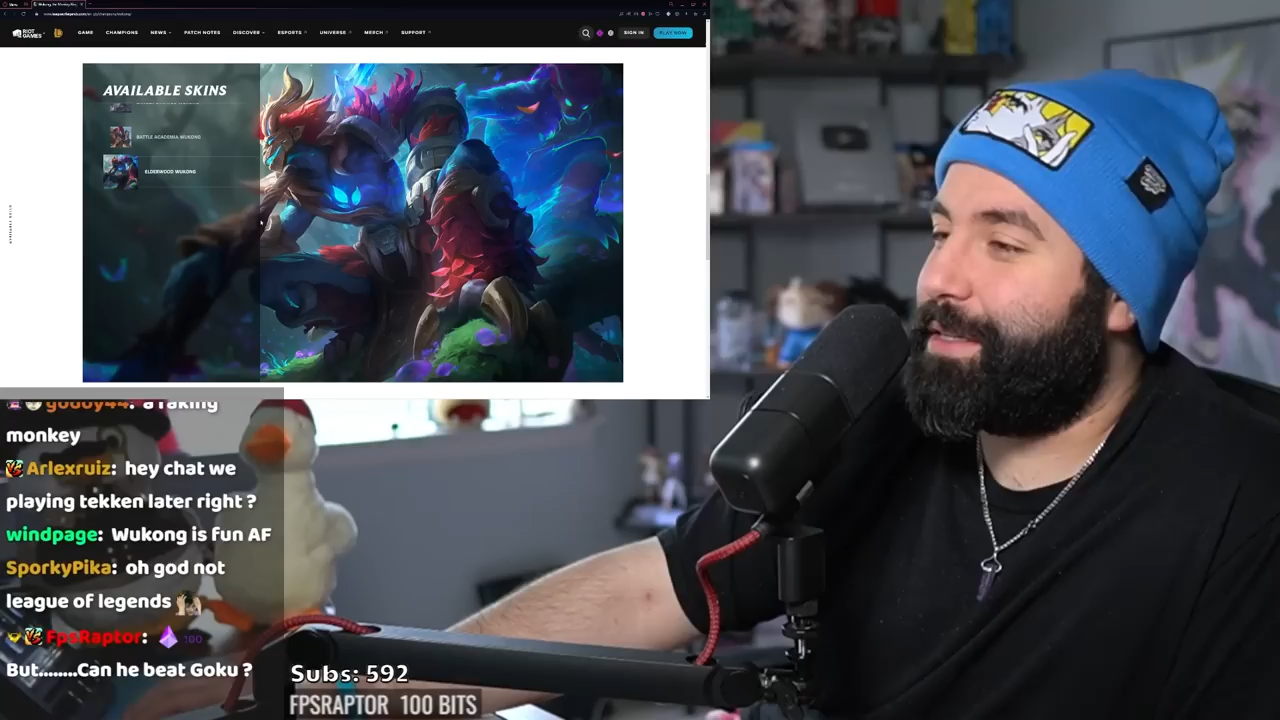 RIOT GAMES
GAME CHAMPIONS NEWS PATCH NOTES DISCOVER ESPORTS UNIVERSE MERCH SUPPORT SIGN IN PLAY NOW
AVAILABLE SKINS
BATTLE ACADEMIA WUKONG
ELDERWOOD WUKONG
monkey
Arlexruiz: hey chat we
playing tekken later right ?
windpage: Wukong is fun AF
SporkyPika: oh god not
league of legends
FpsRaptor: 100
But........Can he beat Goku ?
Subs: 592
FPSRAPTOR 100 BITS